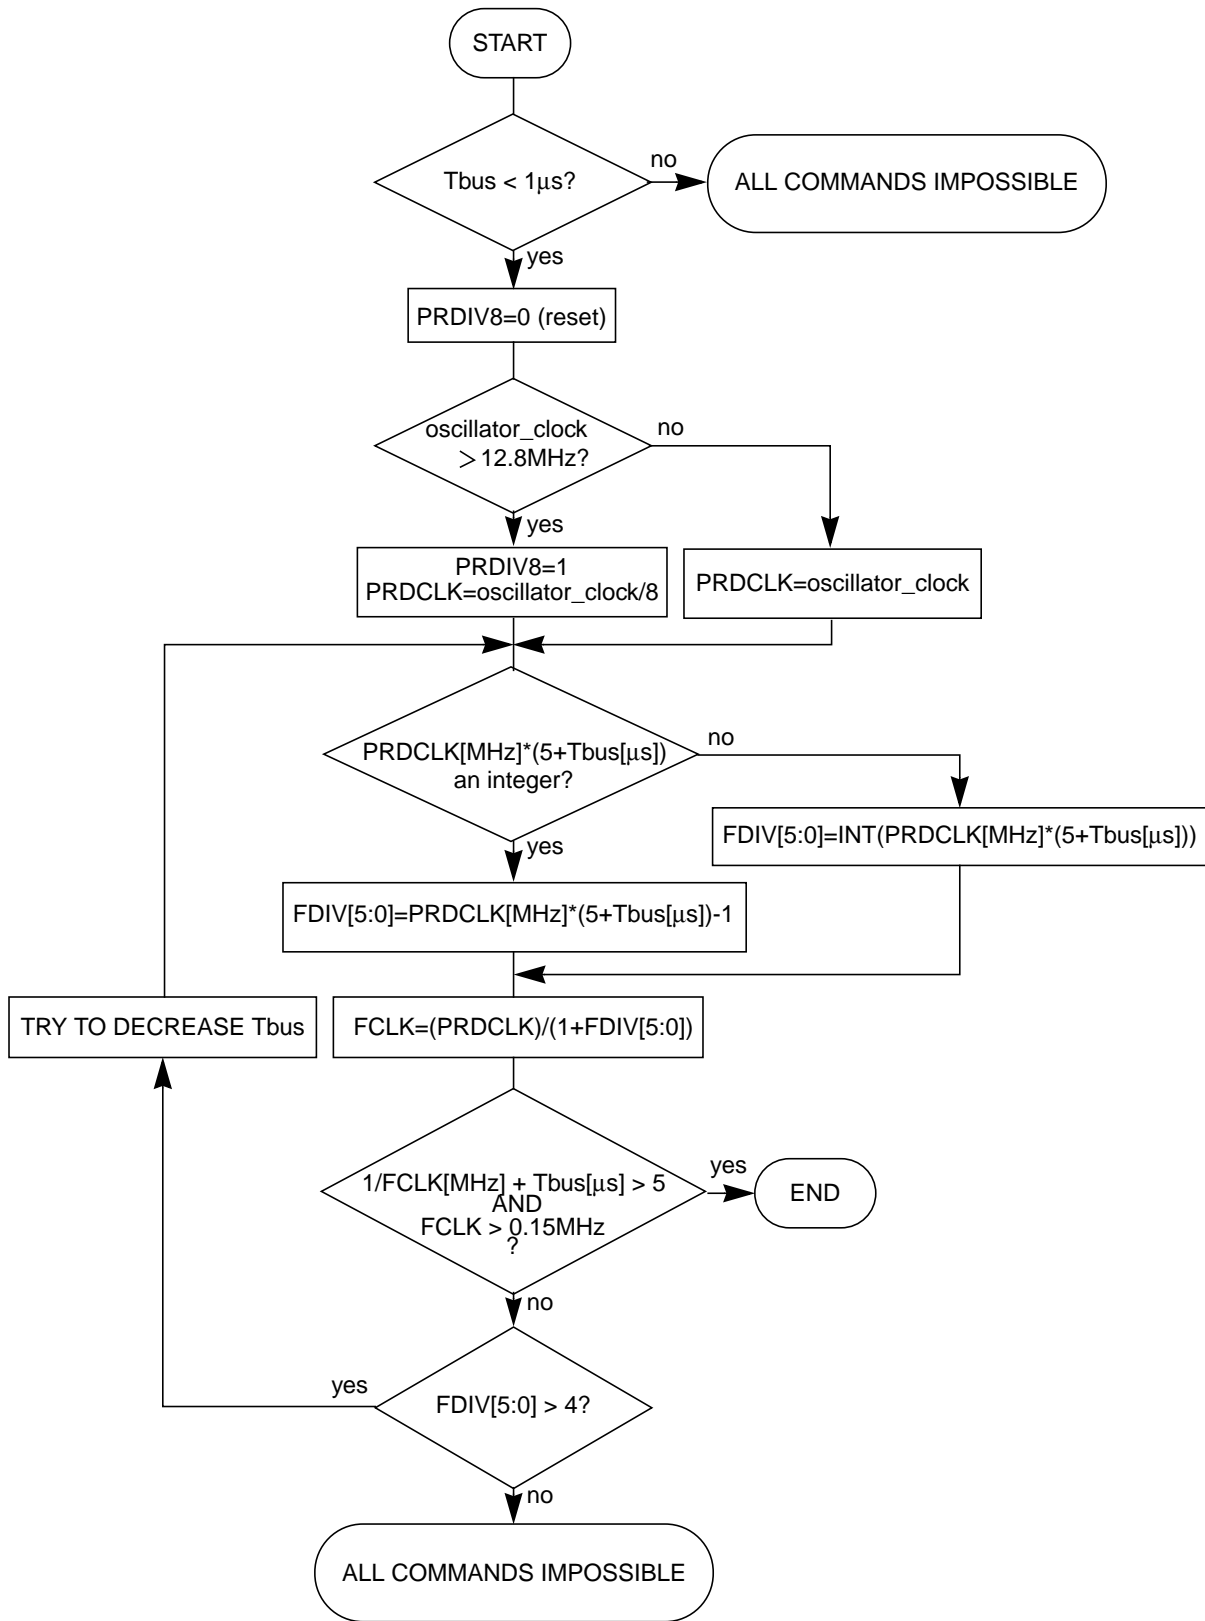 START
Tbus < 1μs?
no
ALL COMMANDS IMPOSSIBLE
yes
PRDIV8=0 (reset)
oscillator_clock
>12.8MHz?
no
yes
PRDIV8=1
PRDCLK=oscillator_clock/8
PRDCLK=oscillator_clock
PRDCLK[MHz]*(5+Tbus[μs])
an integer?
no
yes
FDIV[5:0]=INT(PRDCLK[MHz]*(5+Tbus[μs]))
FDIV[5:0]=PRDCLK[MHz]*(5+Tbus[μs])-1
TRY TO DECREASE Tbus
FCLK=(PRDCLK)/(1+FDIV[5:0])
1/FCLK[MHz] + Tbus[μs] > 5
AND
FCLK > 0.15MHz
?
yes
END
no
yes
FDIV[5:0] > 4?
no
ALL COMMANDS IMPOSSIBLE